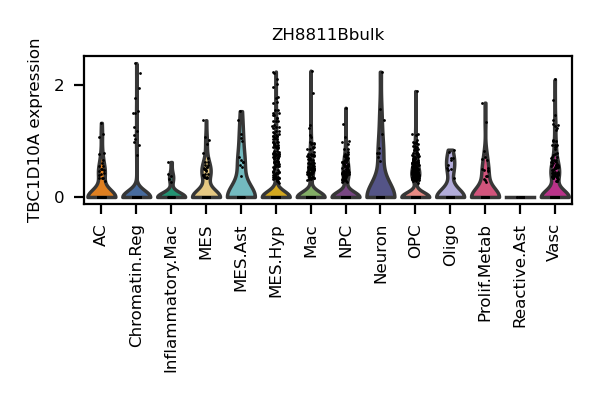 ZH8811Bbulk
TBC1D10A expression
2
0
AC
Chromatin.Reg
Inflammatory.Mac
MES
MES.Ast
MES.Hyp
Mac
NPC
Neuron
OPC
Oligo
Prolif.Metab
Reactive.Ast
Vasc